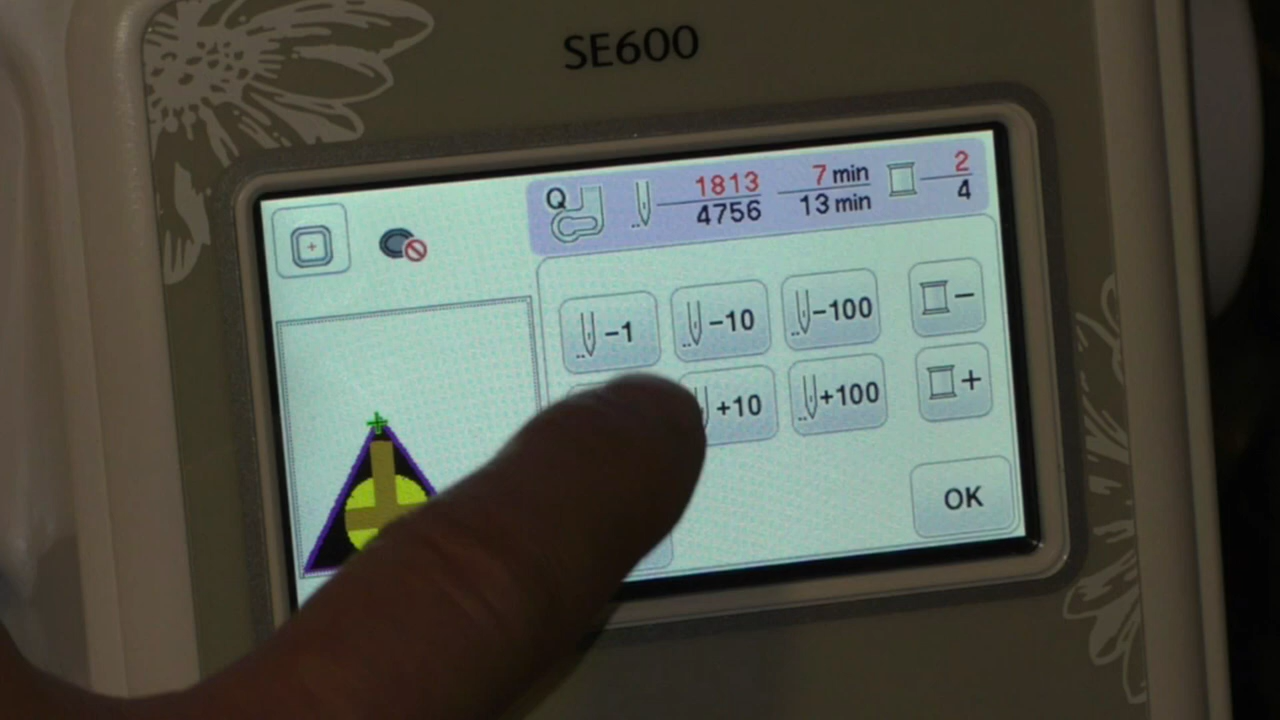 SE600
Q 1813 7 min 2
4756 13 min 4
-1 -10 -100 -
+10 +100 +
OK